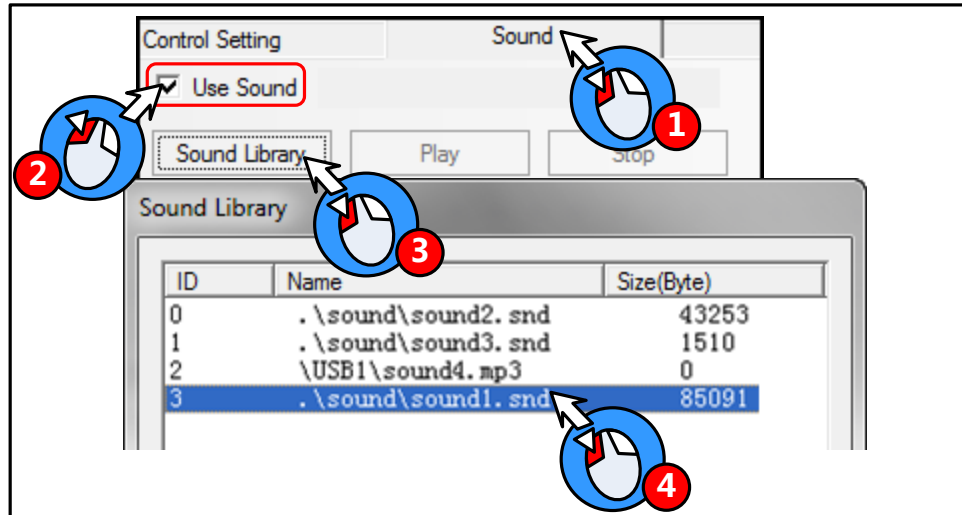 Control Setting Sound
Use Sound
1
2
Sound Library Play Stop
Sound Library
3
ID Name Size(Byte)
0 .\sound\sound2.snd 43253
1 .\sound\sound3.snd 1510
2 \USB1\sound4.mp3 0
3 .\sound\sound1.snd 85091
4